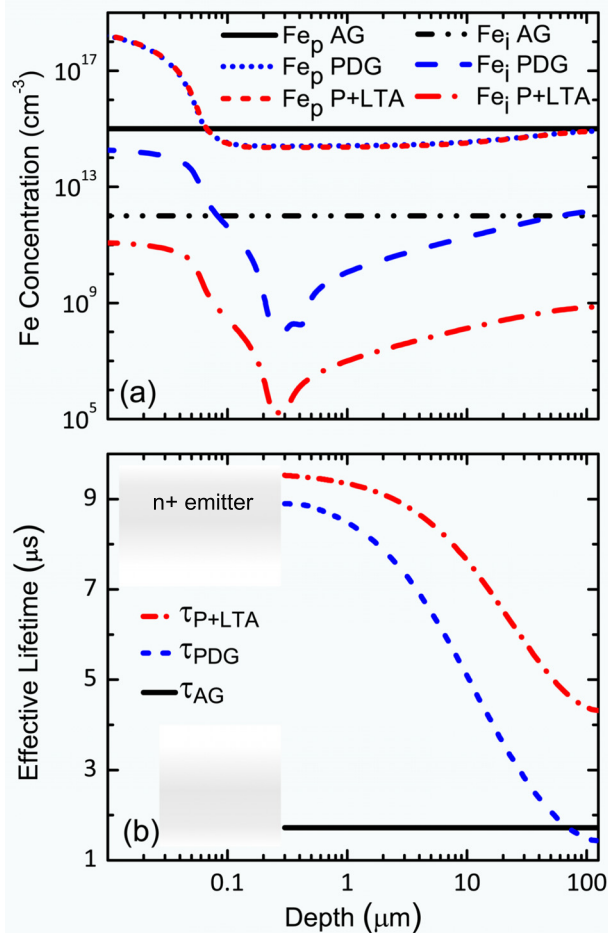 Fe Concentration (cm⁻³)
10¹⁷
10¹³
10⁹
10⁵
Feₚ AG
Feₚ PDG
Feₚ P+LTA
Feᵢ AG
Feᵢ PDG
Feᵢ P+LTA
(a)
Effective Lifetime (μs)
9
7
5
3
1
n+ emitter
τP+LTA
τPDG
τAG
(b)
0.1
1
10
100
Depth (μm)